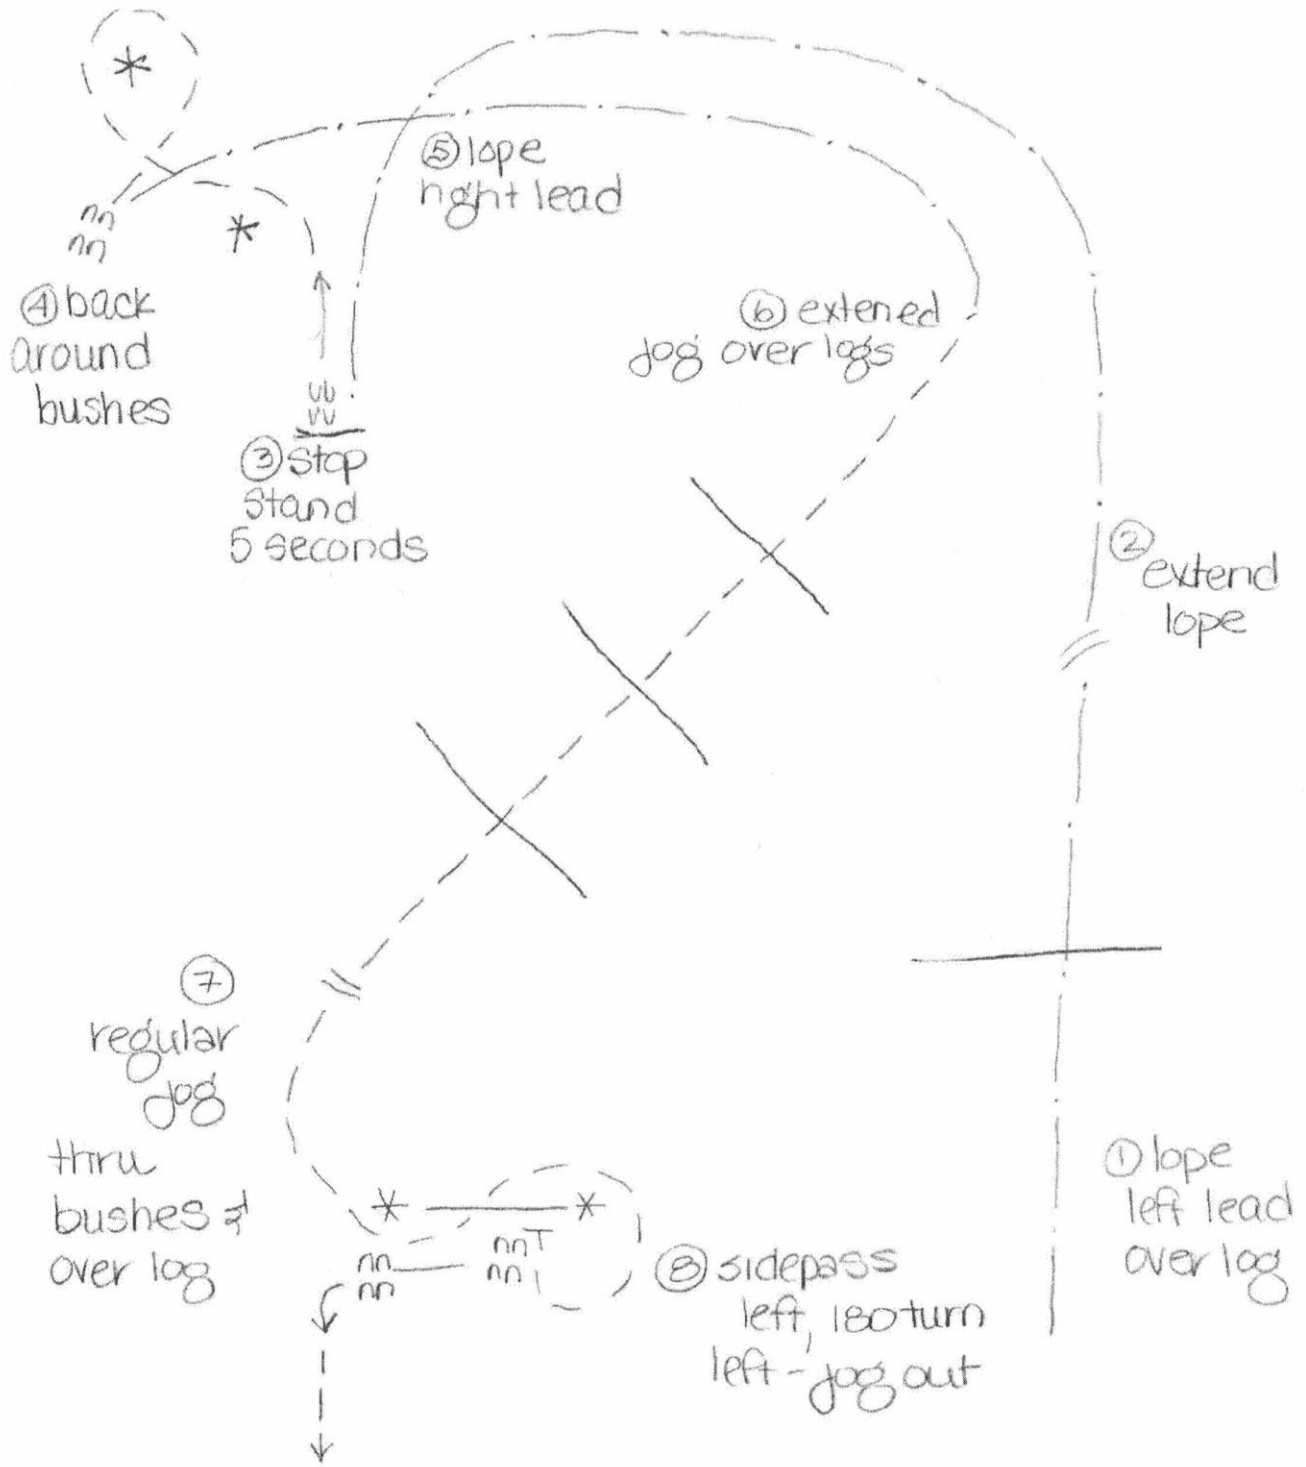 ① lope
left lead
over log
② extend
lope
③ stop
stand
5 seconds
④ back
around
bushes
⑤ lope
right lead
⑥ extened
jog over logs
⑦
regular
jog
thru
bushes &
over log
⑧ sidepass
left, 180 turn
left - jog out